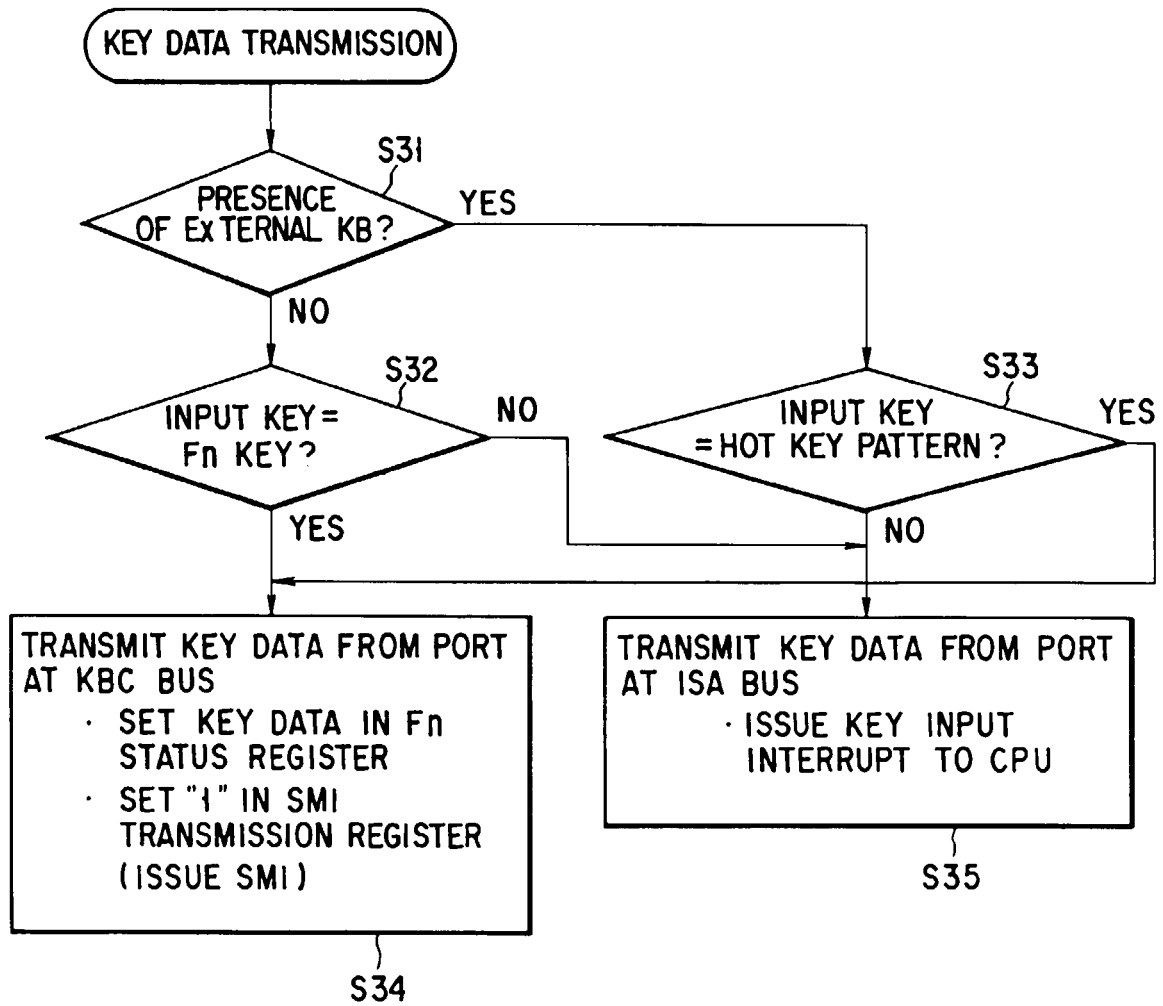 KEY DATA TRANSMISSION
S31
PRESENCE
OF ExTERNAL KB?
YES
NO
S32
INPUT KEY=
Fn KEY?
NO
YES
S33
INPUT KEY
=HOT KEY PATTERN?
YES
NO
TRANSMIT KEY DATA FROM PORT
AT KBC BUS
· SET KEY DATA IN Fn
STATUS REGISTER
· SET "1" IN SMI
TRANSMISSION REGISTER
(ISSUE SMI)
S34
TRANSMIT KEY DATA FROM PORT
AT ISA BUS
· ISSUE KEY INPUT
INTERRUPT TO CPU
S35